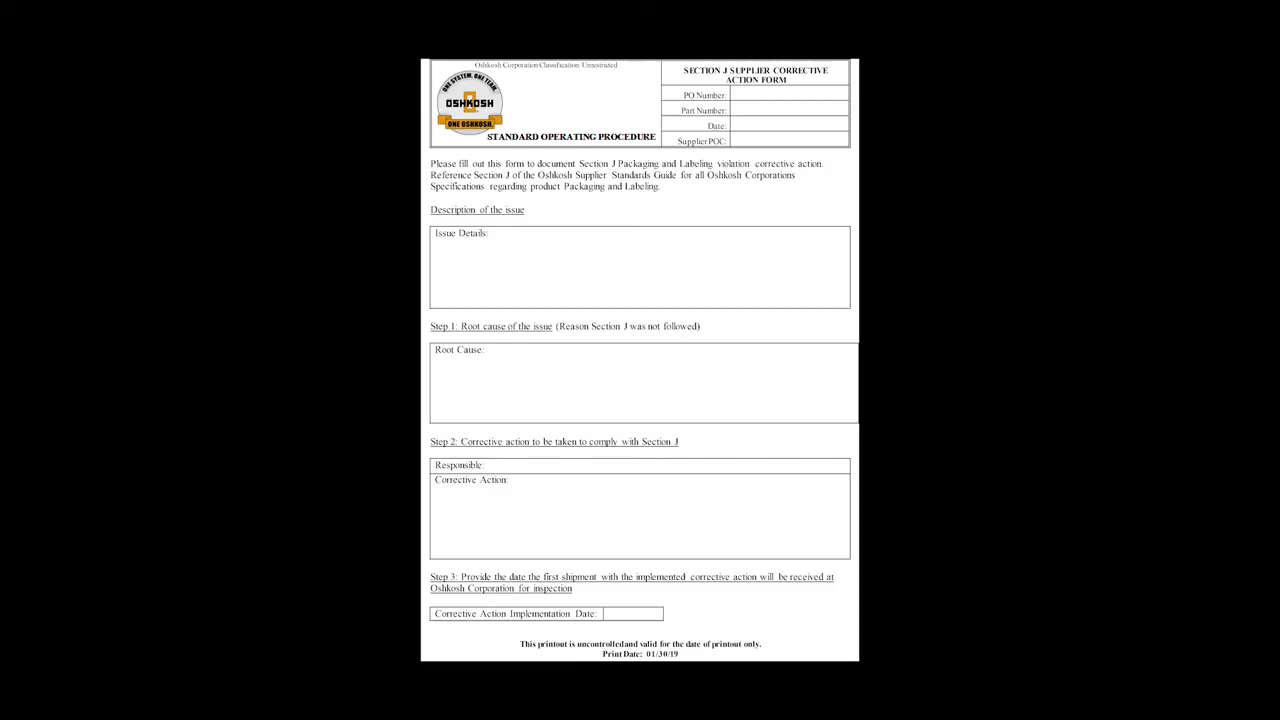 Oshkosh Corporation Classification: Unrestricted
ONE SYSTEM. ONE TEAM.
OSHKOSH
ONE OSHKOSH.
STANDARD OPERATING PROCEDURE
SECTION J SUPPLIER CORRECTIVE
ACTION FORM
PO Number:
Part Number:
Date:
Supplier POC:
Please fill out this form to document Section J Packaging and Labeling violation corrective action.
Reference Section J of the Oshkosh Supplier Standards Guide for all Oshkosh Corporations
Specifications regarding product Packaging and Labeling.
Description of the issue
Issue Details:
Step 1: Root cause of the issue (Reason Section J was not followed)
Root Cause:
Step 2: Corrective action to be taken to comply with Section J
Responsible:
Corrective Action:
Step 3: Provide the date the first shipment with the implemented corrective action will be received at
Oshkosh Corporation for inspection
Corrective Action Implementation Date:
This printout is uncontrolled and valid for the date of printout only.
Print Date: 01/30/19